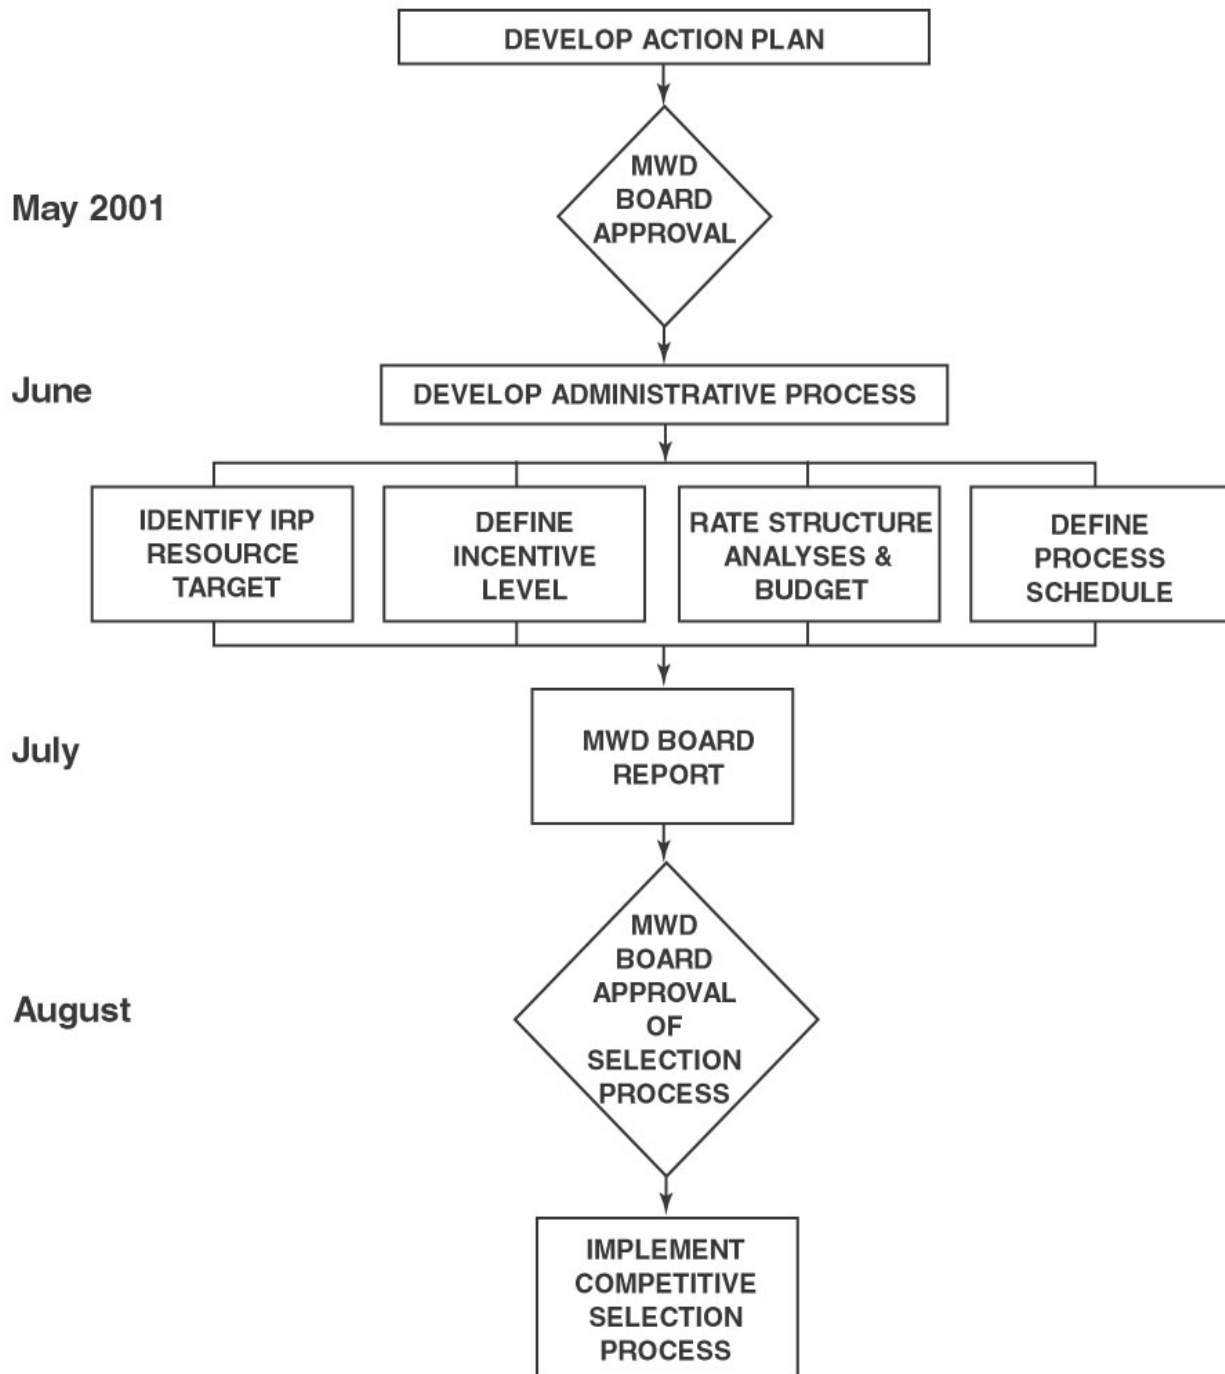 DEVELOP ACTION PLAN
May 2001
MWD
BOARD
APPROVAL
June
DEVELOP ADMINISTRATIVE PROCESS
IDENTIFY IRP
RESOURCE
TARGET
DEFINE
INCENTIVE
LEVEL
RATE STRUCTURE
ANALYSES &
BUDGET
DEFINE
PROCESS
SCHEDULE
July
MWD BOARD
REPORT
August
MWD
BOARD
APPROVAL
OF
SELECTION
PROCESS
IMPLEMENT
COMPETITIVE
SELECTION
PROCESS